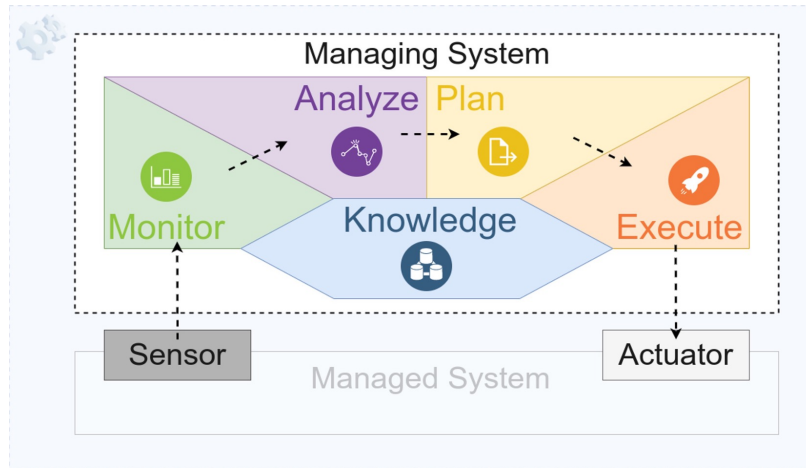 Managing System
Analyze
Plan
Monitor
Knowledge
Execute
Sensor
Actuator
Managed System